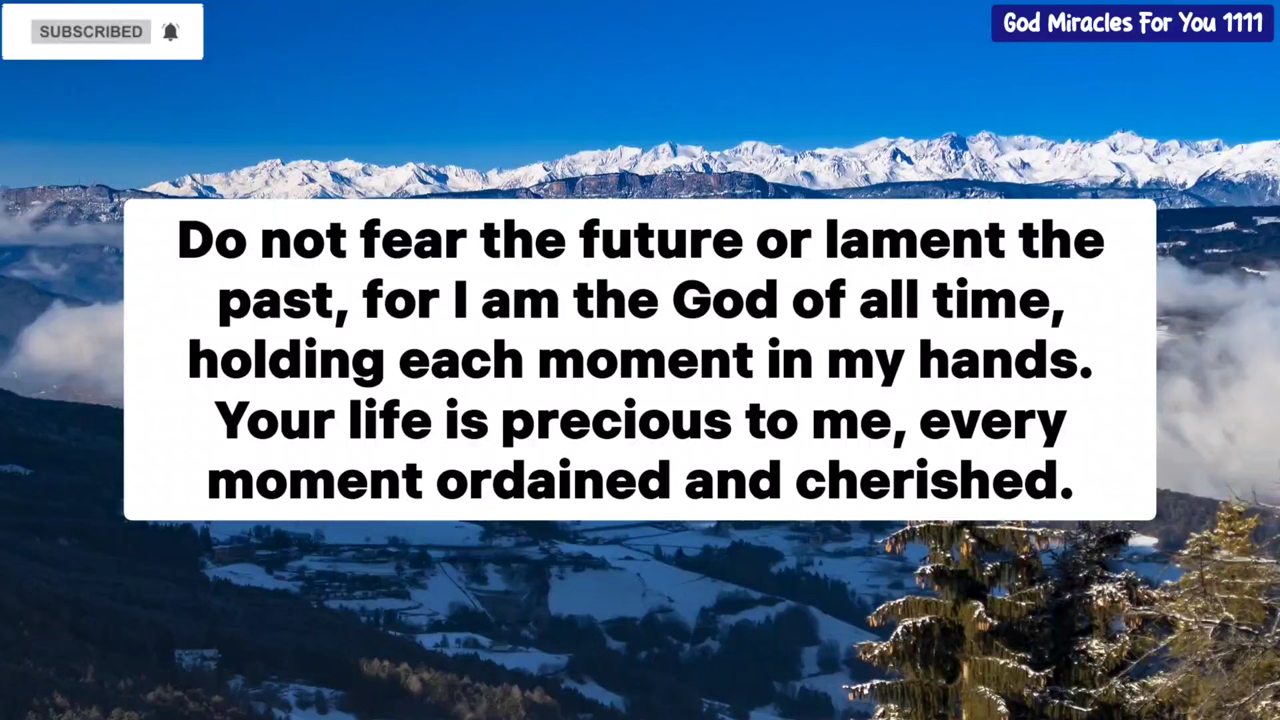 SUBSCRIBED
God Miracles For You 1111
Do not fear the future or lament the
past, for I am the God of all time,
holding each moment in my hands.
Your life is precious to me, every
moment ordained and cherished.